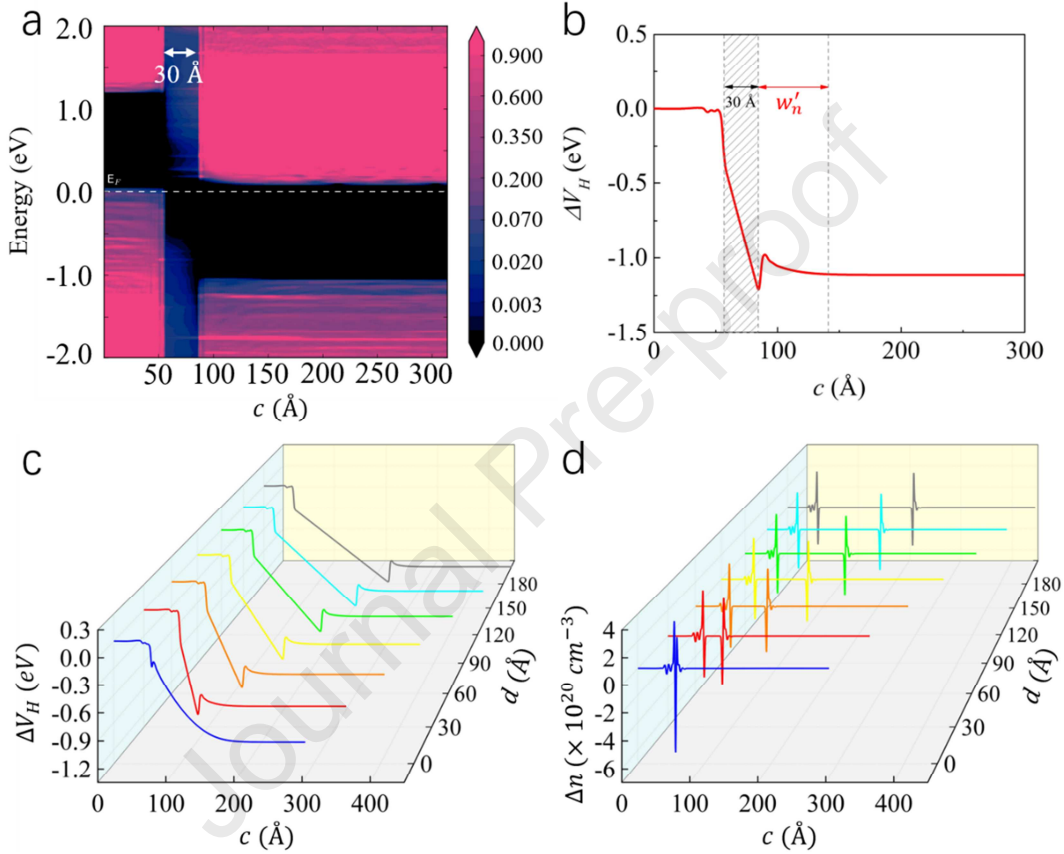 a
2.0
1.0
0.0
-1.0
-2.0
Energy (eV)
30 Å
E_F
50 100 150 200 250 300
c (Å)
0.900
0.600
0.350
0.200
0.070
0.020
0.003
0.000
b
0.5
0.0
-0.5
-1.0
-1.5
ΔV_H (eV)
30 Å
w'_n
0 100 200 300
c (Å)
c
0.3
0.0
-0.3
-0.6
-0.9
-1.2
ΔV_H (eV)
0 100 200 300 400
c (Å)
0
30
60
90
120
150
180
d (Å)
d
4
2
0
-2
-4
-6
Δn (× 10²⁰ cm⁻³)
0 100 200 300 400
c (Å)
0
30
60
90
120
150
180
d (Å)
Journal Pre-proof